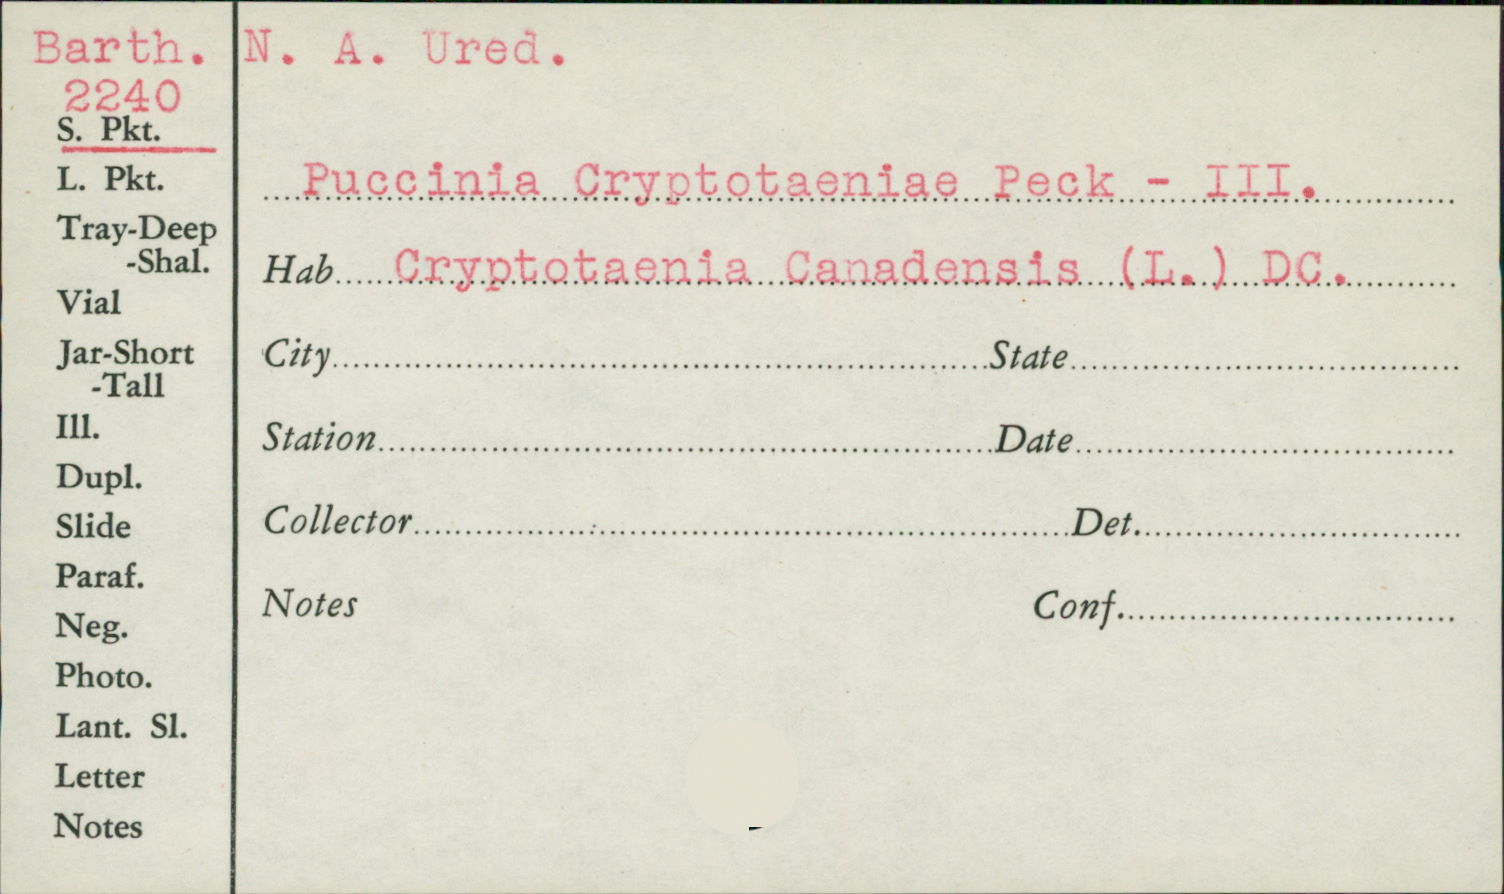 Barth. N. A. Ured.
2240
S. Pkt.
L. Pkt.
Tray-Deep
-Shal.
Vial
Jar-Short
-Tall
Ill.
Dupl.
Slide
Paraf.
Neg.
Photo.
Lant. Sl.
Letter
Notes
Puccinia Cryptotaeniae Peck - III.
Hab Cryptotaenia Canadensis (L.) DC.
City State
Station Date
Collector Det.
Notes Conf.